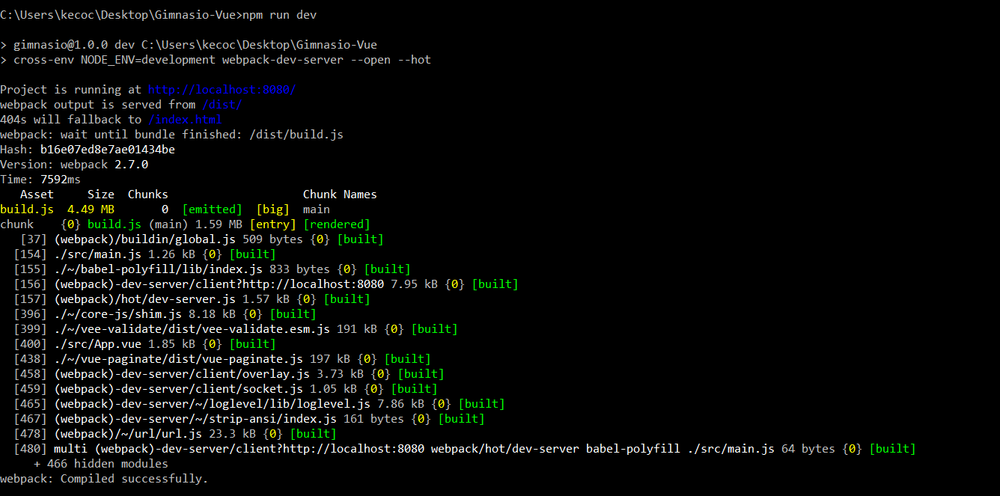 C:\Users\kecoc\Desktop\Gimnasio-Vue>npm run dev
> gimnasio@1.0.0 dev C:\Users\kecoc\Desktop\Gimnasio-Vue
> cross-env NODE_ENV=development webpack-dev-server --open --hot
Project is running at http://localhost:8080/
webpack output is served from /dist/
404s will fallback to /index.html
webpack: wait until bundle finished: /dist/build.js
Hash: b16e07ed8e7ae01434be
Version: webpack 2.7.0
Time: 7592ms
   Asset     Size  Chunks                    Chunk Names
build.js  4.49 MB       0  [emitted]  [big]  main
chunk    {0} build.js (main) 1.59 MB [entry] [rendered]
   [37] (webpack)/buildin/global.js 509 bytes {0} [built]
  [154] ./src/main.js 1.26 kB {0} [built]
  [155] ./~/babel-polyfill/lib/index.js 833 bytes {0} [built]
  [156] (webpack)-dev-server/client?http://localhost:8080 7.95 kB {0} [built]
  [157] (webpack)/hot/dev-server.js 1.57 kB {0} [built]
  [396] ./~/core-js/shim.js 8.18 kB {0} [built]
  [399] ./~/vee-validate/dist/vee-validate.esm.js 191 kB {0} [built]
  [400] ./src/App.vue 1.85 kB {0} [built]
  [438] ./~/vue-paginate/dist/vue-paginate.js 197 kB {0} [built]
  [458] (webpack)-dev-server/client/overlay.js 3.73 kB {0} [built]
  [459] (webpack)-dev-server/client/socket.js 1.05 kB {0} [built]
  [465] (webpack)-dev-server/~/loglevel/lib/loglevel.js 7.86 kB {0} [built]
  [467] (webpack)-dev-server/~/strip-ansi/index.js 161 bytes {0} [built]
  [478] (webpack)/~/url/url.js 23.3 kB {0} [built]
  [480] multi (webpack)-dev-server/client?http://localhost:8080 webpack/hot/dev-server babel-polyfill ./src/main.js 64 bytes {0} [built]
     + 466 hidden modules
webpack: Compiled successfully.